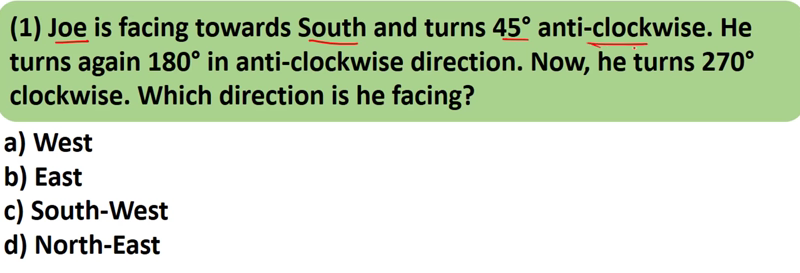 (1) Joe is facing towards South and turns 45° anti-clockwise. He
turns again 180° in anti-clockwise direction. Now, he turns 270°
clockwise. Which direction is he facing?
a) West
b) East
c) South-West
d) North-East